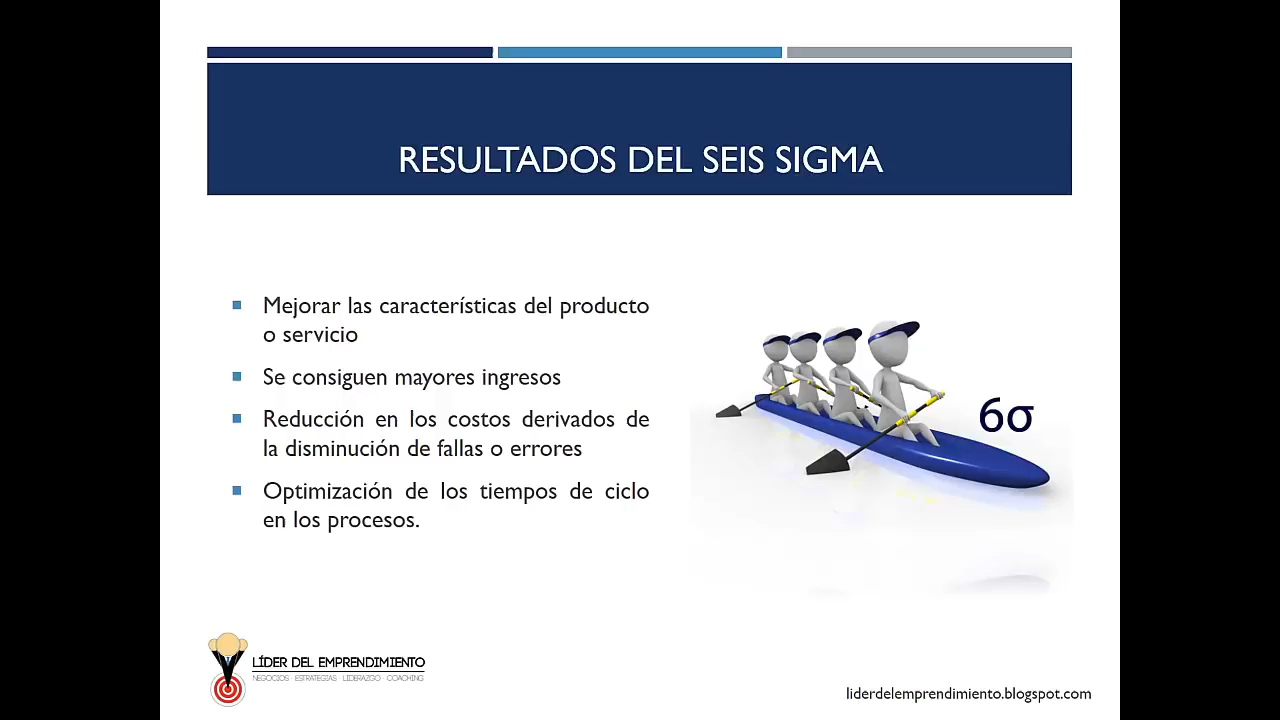 RESULTADOS DEL SEIS SIGMA
Mejorar las características del producto
o servicio
Se consiguen mayores ingresos
Reducción en los costos derivados de
la disminución de fallas o errores
Optimización de los tiempos de ciclo
en los procesos.
6σ
LÍDER DEL EMPRENDIMIENTO
NEGOCIOS · ESTRATEGIAS · LIDERAZGO · COACHING
liderdelemprendimiento.blogspot.com